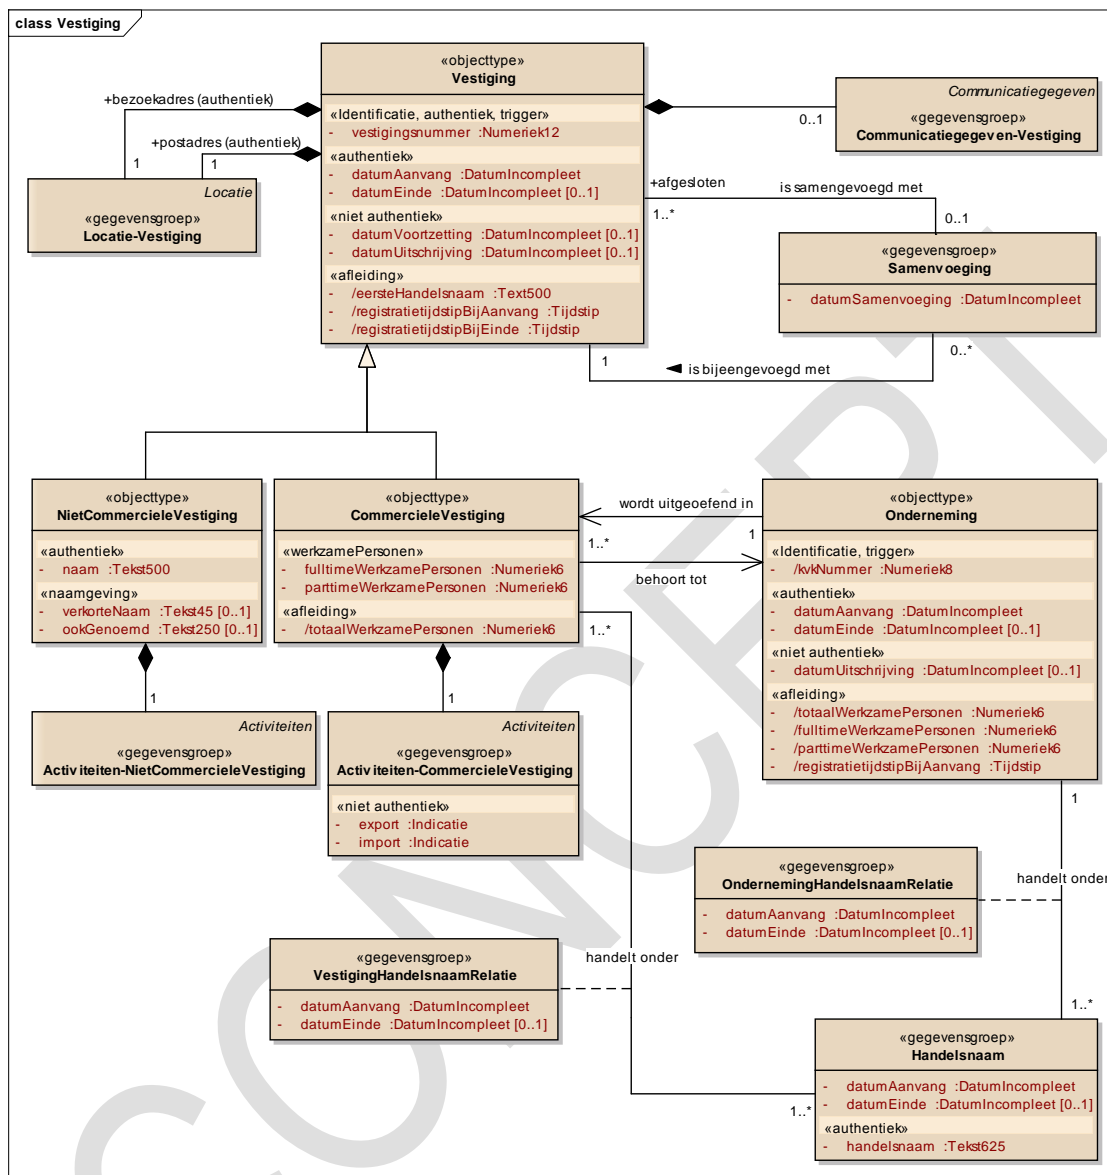 class Vestiging
«objecttype»
Vestiging
«Identificatie, authentiek, trigger»
- vestigingsnummer :Numeriek12
«authentiek»
- datumAanvang :DatumIncompleet
- datumEinde :DatumIncompleet [0..1]
«niet authentiek»
- datumVoortzetting :DatumIncompleet [0..1]
- datumUitschrijving :DatumIncompleet [0..1]
«afleiding»
- /eersteHandelsnaam :Text500
- /registratietijdstipBijAanvang :Tijdstip
- /registratietijdstipBijEinde :Tijdstip
+bezoekadres (authentiek)
+postadres (authentiek)
1
1
Locatie
«gegevensgroep»
Locatie-Vestiging
0..1
Communicatiegegeven
«gegevensgroep»
Communicatiegegeven-Vestiging
+afgesloten
is samengevoegd met
1..*
0..1
«gegevensgroep»
Samenvoeging
- datumSamenvoeging :DatumIncompleet
0..*
1
is bijeengevoegd met
«objecttype»
NietCommercieleVestiging
«authentiek»
- naam :Tekst500
«naamgeving»
- verkorteNaam :Tekst45 [0..1]
- ookGenoemd :Tekst250 [0..1]
«objecttype»
CommercieleVestiging
«werkzamePersonen»
- fulltimeWerkzamePersonen :Numeriek6
- parttimeWerkzamePersonen :Numeriek6
«afleiding»
- /totaalWerkzamePersonen :Numeriek6
wordt uitgeoefend in
1..*
1
behoort tot
1..*
«objecttype»
Onderneming
«Identificatie, trigger»
- /kvkNummer :Numeriek8
«authentiek»
- datumAanvang :DatumIncompleet
- datumEinde :DatumIncompleet [0..1]
«niet authentiek»
- datumUitschrijving :DatumIncompleet [0..1]
«afleiding»
- /totaalWerkzamePersonen :Numeriek6
- /fulltimeWerkzamePersonen :Numeriek6
- /parttimeWerkzamePersonen :Numeriek6
- /registratietijdstipBijAanvang :Tijdstip
1
1
Activiteiten
«gegevensgroep»
Activiteiten-NietCommercieleVestiging
Activiteiten
«gegevensgroep»
Activiteiten-CommercieleVestiging
«niet authentiek»
- export :Indicatie
- import :Indicatie
1
«gegevensgroep»
OndernemingHandelsnaamRelatie
- datumAanvang :DatumIncompleet
- datumEinde :DatumIncompleet [0..1]
handelt onder
«gegevensgroep»
VestigingHandelsnaamRelatie
- datumAanvang :DatumIncompleet
- datumEinde :DatumIncompleet [0..1]
handelt onder
1..*
1..*
«gegevensgroep»
Handelsnaam
- datumAanvang :DatumIncompleet
- datumEinde :DatumIncompleet [0..1]
«authentiek»
- handelsnaam :Tekst625
CONCEPT